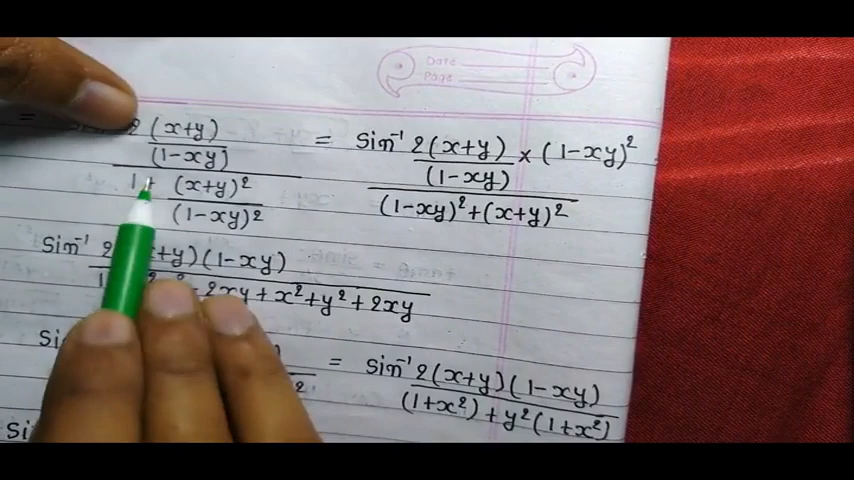 Date
Page
= 2 (x+y) = Sin⁻¹ 2(x+y) × (1-xy)²
(1-xy) (1-xy)
1+ (x+y)² (1-xy)²+(x+y)²
(1-xy)²
Sin⁻¹ 2 +y)(1-xy)
- 2xy + x² + y² + 2xy
= Sin⁻¹ 2(x+y)(1-xy)
(1+x²) + y²(1+x²)